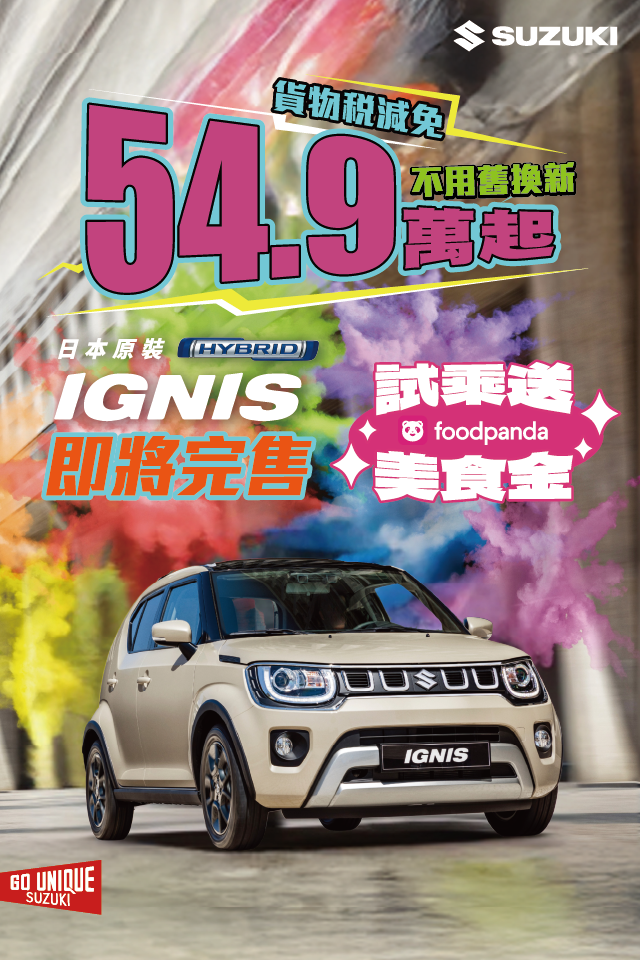 SUZUKI
貨物稅減免
54.9萬起
不用舊換新
日本原裝 HYBRID
IGNIS
即將完售
試乘送
foodpanda
美食金
IGNIS
GO UNIQUE
SUZUKI